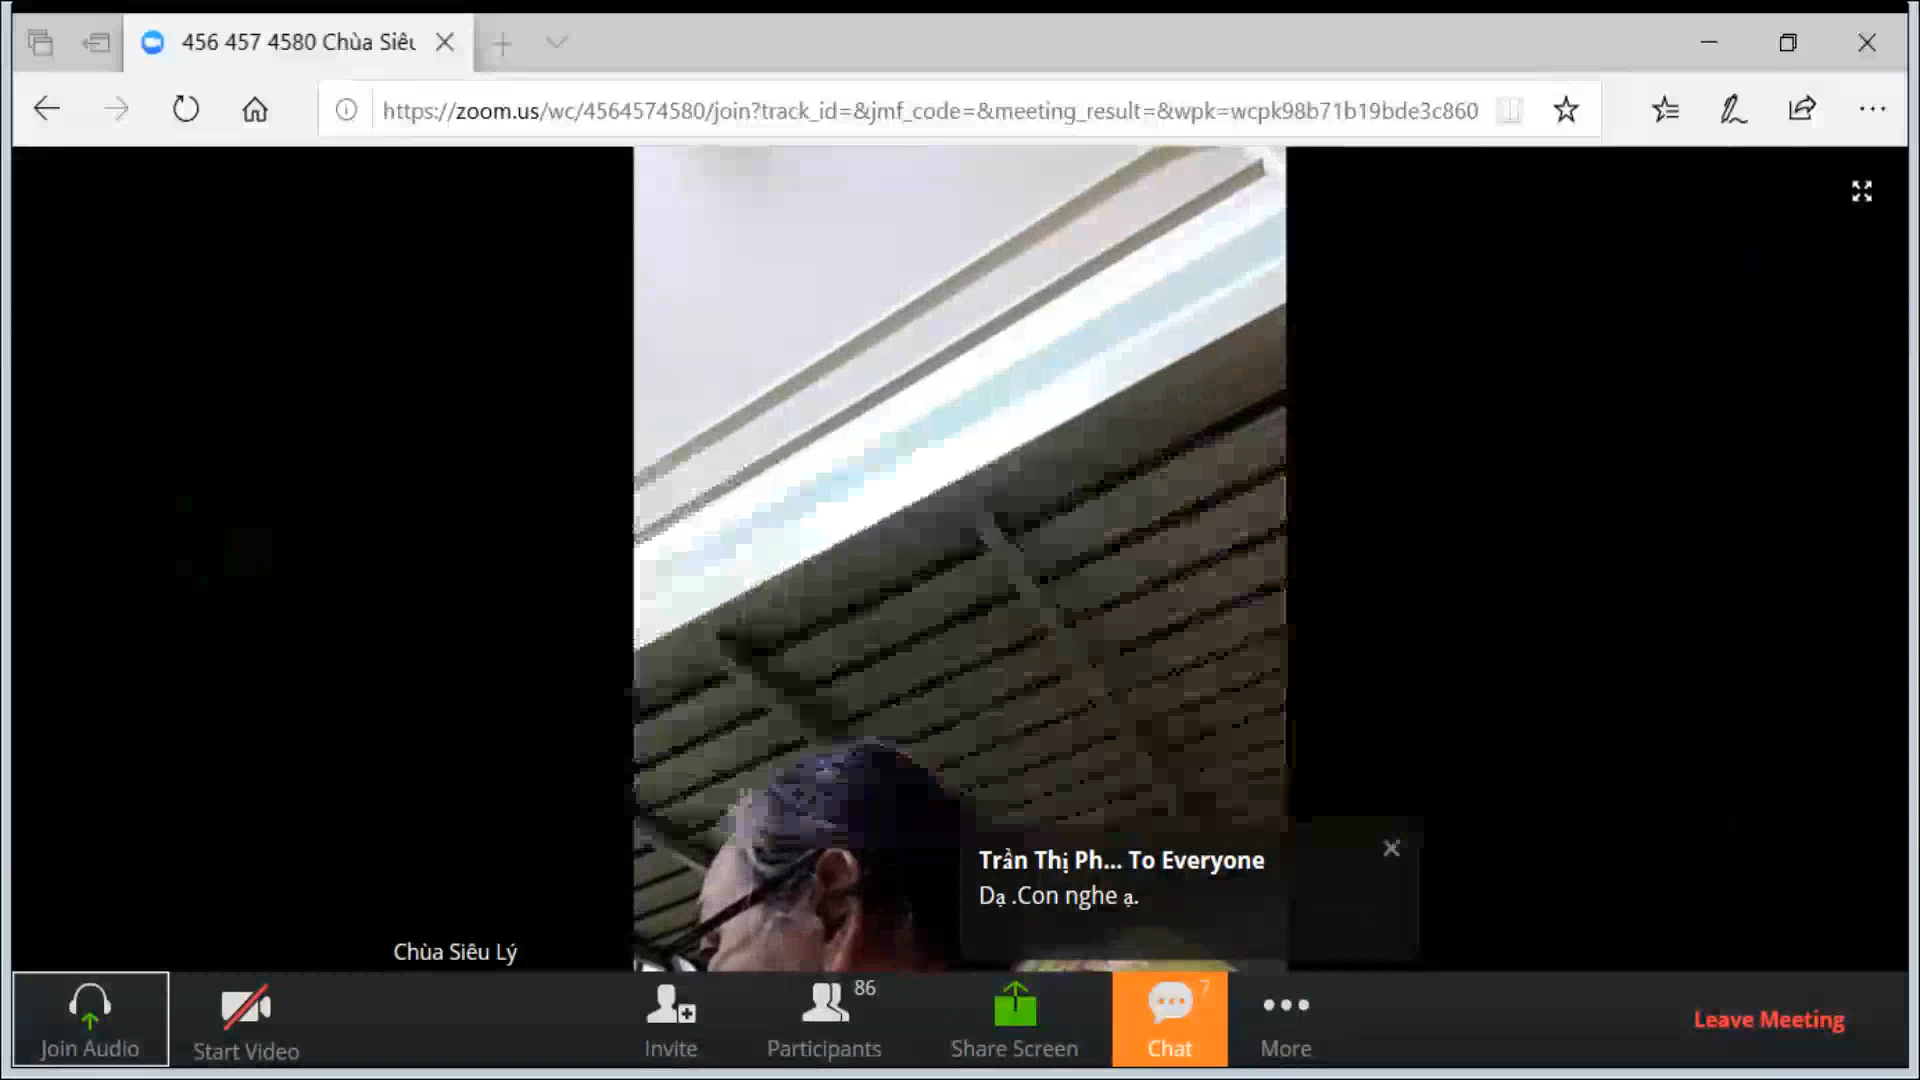 456 457 4580 Chùa Siêu
https://zoom.us/wc/4564574580/join?track_id=&jmf_code=&meeting_result=&wpk=wcpk98b71b19bde3c860
Trần Thị Ph... To Everyone
Dạ .Con nghe ạ.
Chùa Siêu Lý
Join Audio
Start Video
Invite
86
Participants
Share Screen
7
Chat
More
Leave Meeting